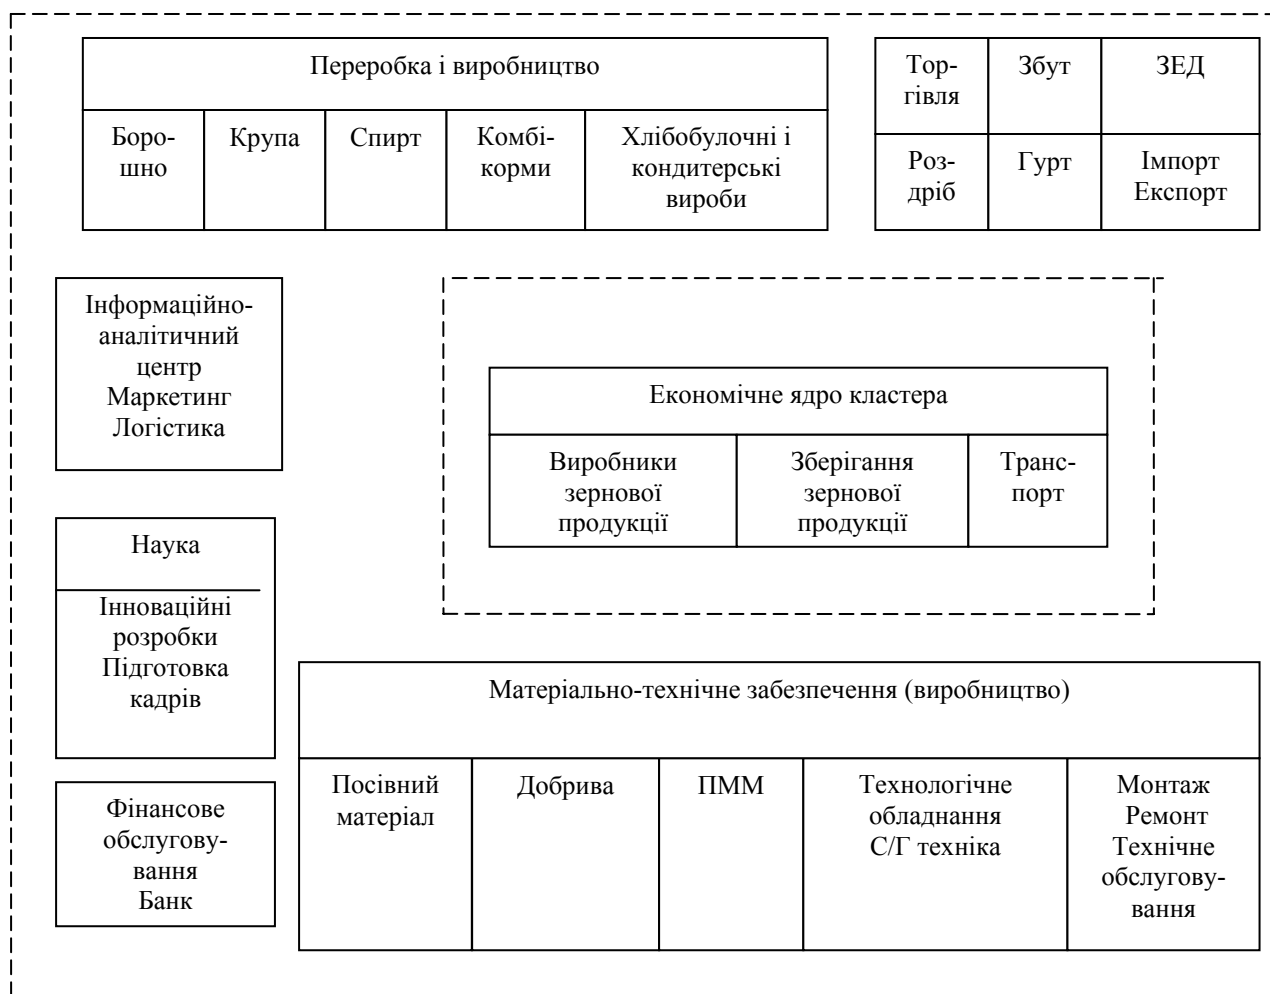 Переробка і виробництво
Боро-
шно
Крупа
Спирт
Комбі-
корми
Хлібобулочні і
кондитерські
вироби
Тор-
гівля
Збут
ЗЕД
Роз-
дріб
Гурт
Імпорт
Експорт
Інформаційно-
аналітичний
центр
Маркетинг
Логістика
Економічне ядро кластера
Виробники
зернової
продукції
Зберігання
зернової
продукції
Транс-
порт
Наука
Інноваційні
розробки
Підготовка
кадрів
Фінансове
обслугову-
вання
Банк
Матеріально-технічне забезпечення (виробництво)
Посівний
матеріал
Добрива
ПММ
Технологічне
обладнання
С/Г техніка
Монтаж
Ремонт
Технічне
обслугову-
вання